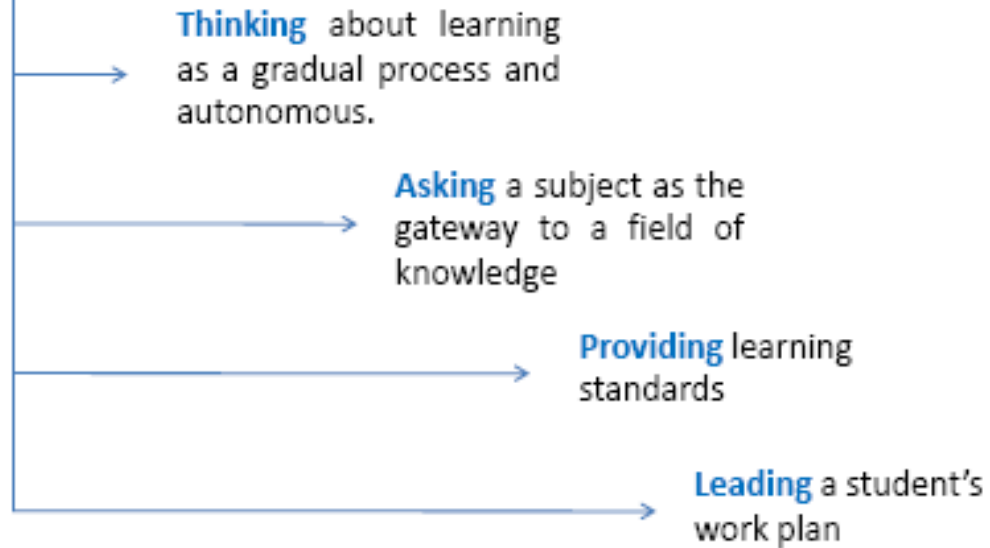 Thinking about learning
as a gradual process and
autonomous.
Asking a subject as the
gateway to a field of
knowledge
Providing learning
standards
Leading a student's
work plan